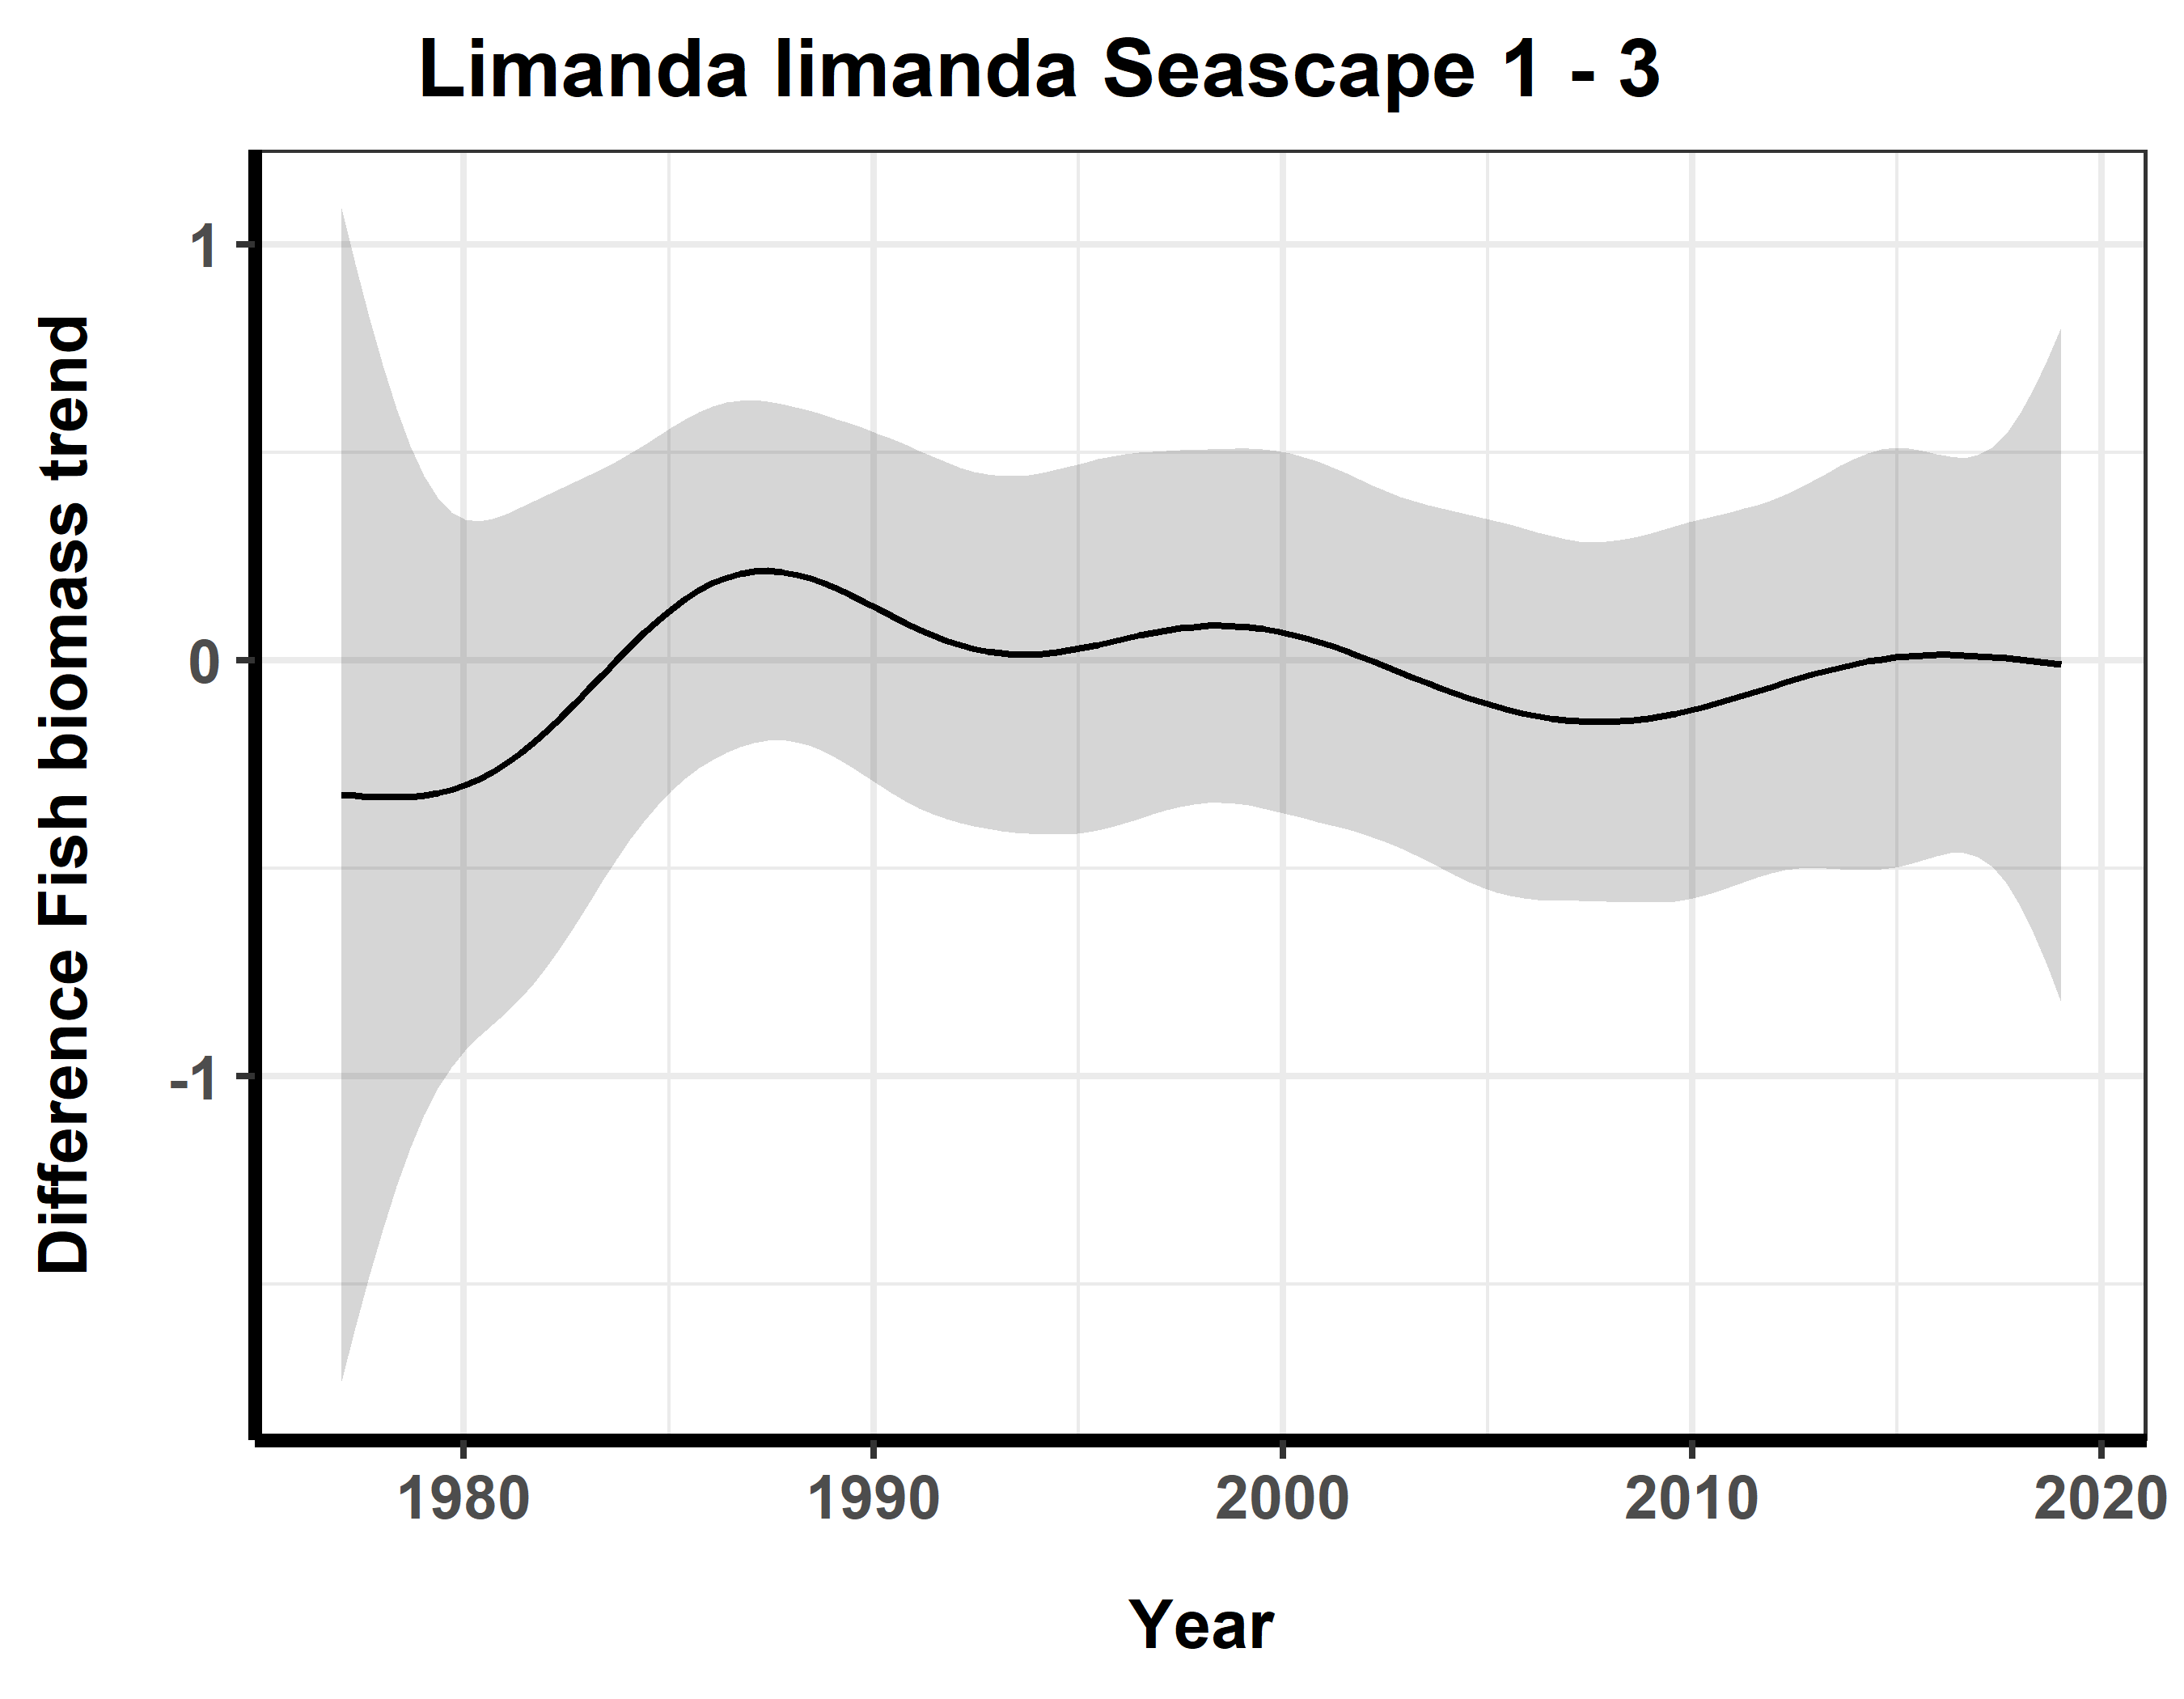 Limanda limanda Seascape 1 - 3
Difference Fish biomass trend
1
0
-1
1980
1990
2000
2010
2020
Year